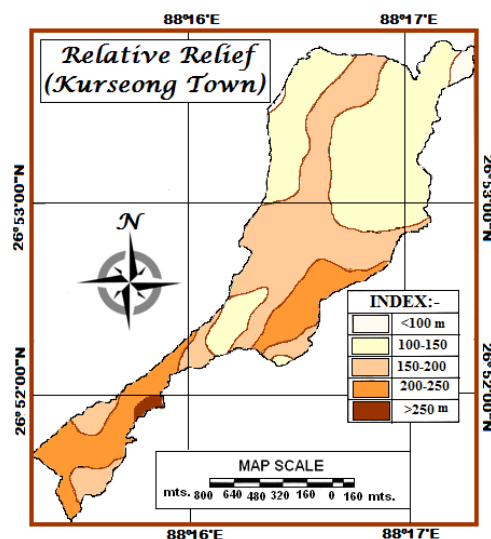 88°16'E 88°17'E
Relative Relief
(Kurseong Town)
26°53'00"N 26°53'00"N
N
INDEX:-
<100 m
100-150
150-200
200-250
>250 m
26°52'00"N 26°52'00"N
MAP SCALE
mts. 800 640 480 320 160 0 160 mts.
88°16'E 88°17'E